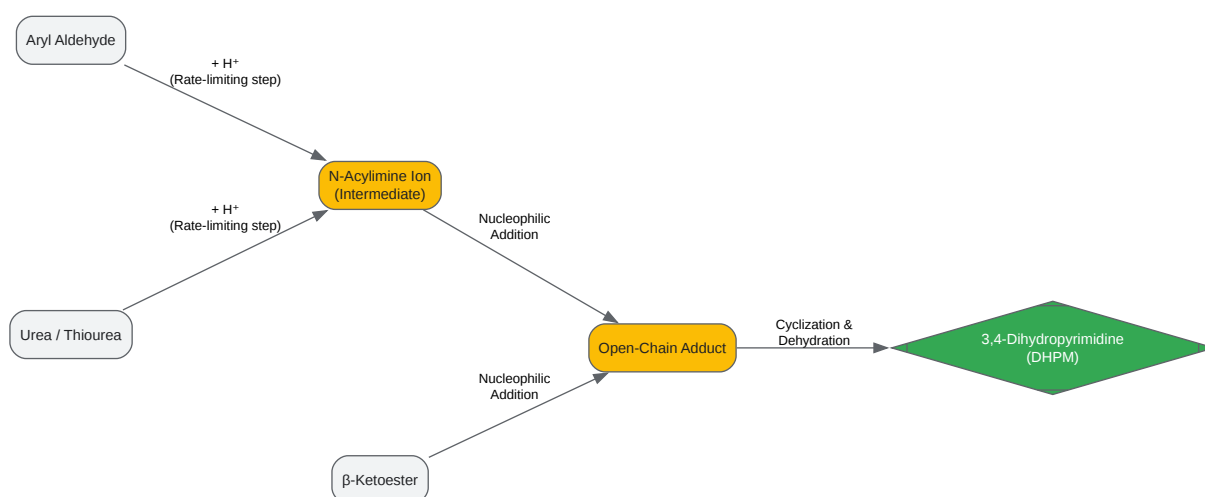 Aryl Aldehyde
+ H⁺
(Rate-limiting step)
N-Acylimine Ion
(Intermediate)
+ H⁺
(Rate-limiting step)
Urea / Thiourea
Nucleophilic
Addition
Open-Chain Adduct
Cyclization &
Dehydration
3,4-Dihydropyrimidine
(DHPM)
Nucleophilic
Addition
β-Ketoester